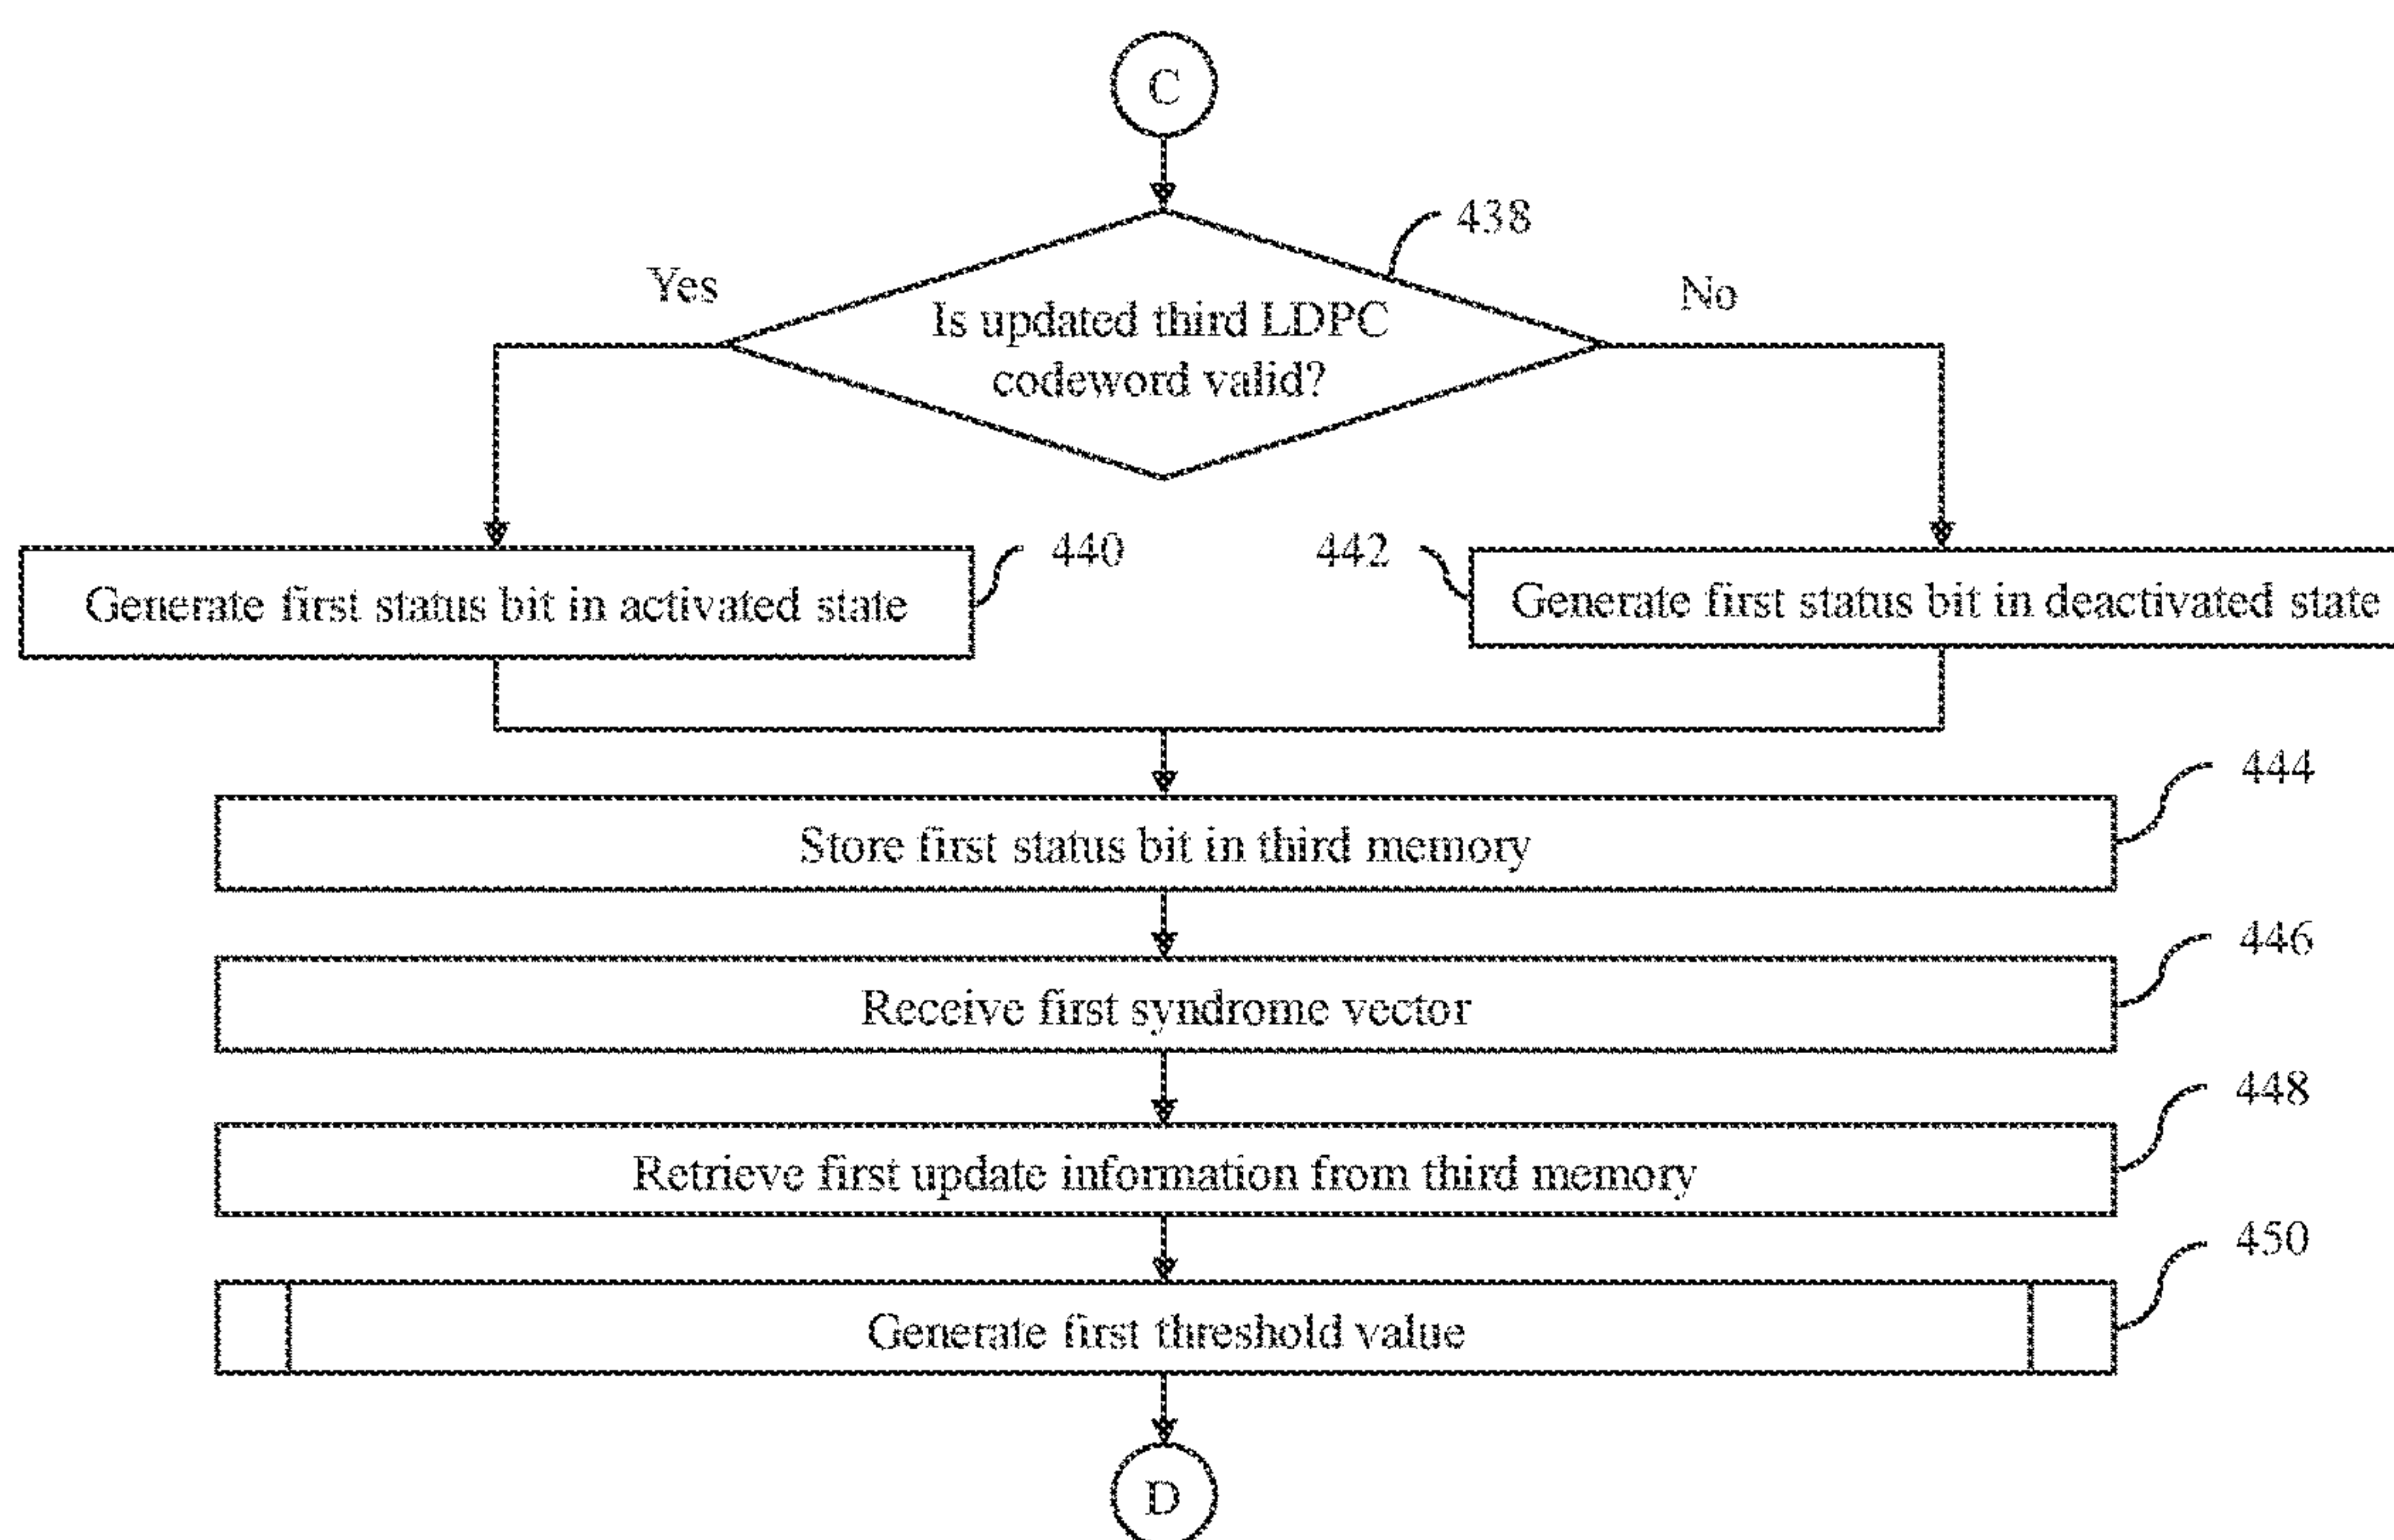 C
438
Yes
No
Is updated third LDPC
codeword valid?
440
442
Generate first status bit in activated state
Generate first status bit in deactivated state
444
Store first status bit in third memory
446
Receive first syndrome vector
448
Retrieve first update information from third memory
450
Generate first threshold value
D